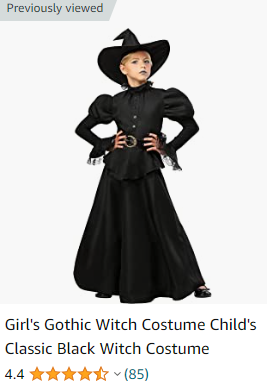 Previously viewed
Girl's Gothic Witch Costume Child's
Classic Black Witch Costume
4.4 (85)